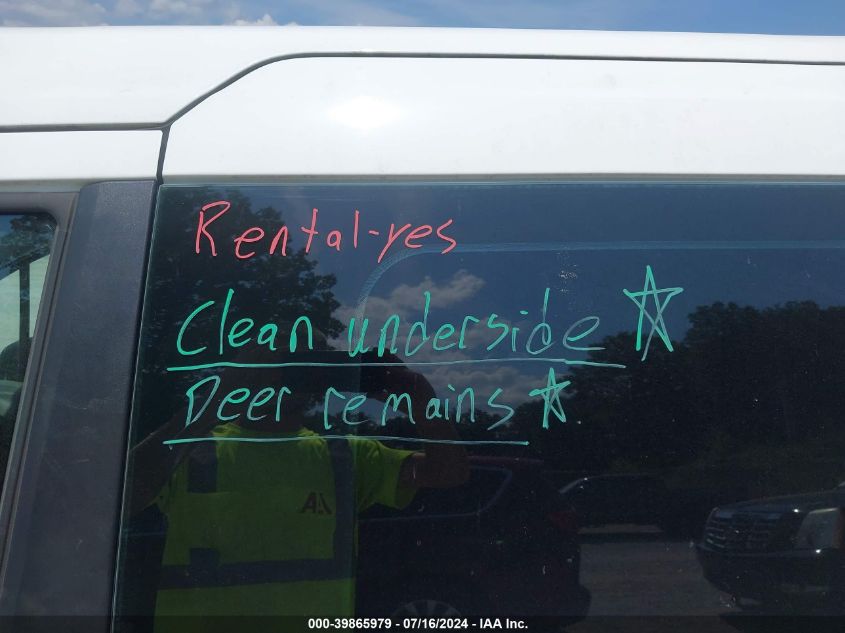 Rental-yes
Clean underside
Deer remains
000-39865979 / 07/16/2024 - IAA Inc.